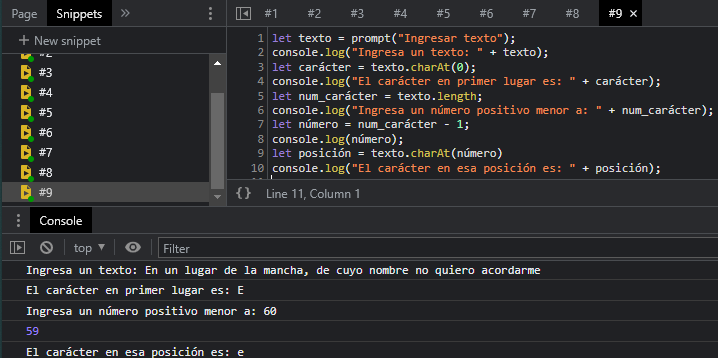 Page Snippets »
#1 #2 #3 #4 #5 #6 #7 #8 #9 ×
+ New snippet
#2
#3
#4
#5
#6
#7
#8
#9
1 let texto = prompt("Ingresar texto");
2 console.log("Ingresa un texto: " + texto);
3 let carácter = texto.charAt(0);
4 console.log("El carácter en primer lugar es: " + carácter);
5 let num_carácter = texto.length;
6 console.log("Ingresa un número positivo menor a: " + num_carácter);
7 let número = num_carácter - 1;
8 console.log(número);
9 let posición = texto.charAt(número)
10 console.log("El carácter en esa posición es: " + posición);
{} Line 11, Column 1
Console
top ▼ Filter
Ingresa un texto: En un lugar de la mancha, de cuyo nombre no quiero acordarme
El carácter en primer lugar es: E
Ingresa un número positivo menor a: 60
59
El carácter en esa posición es: e